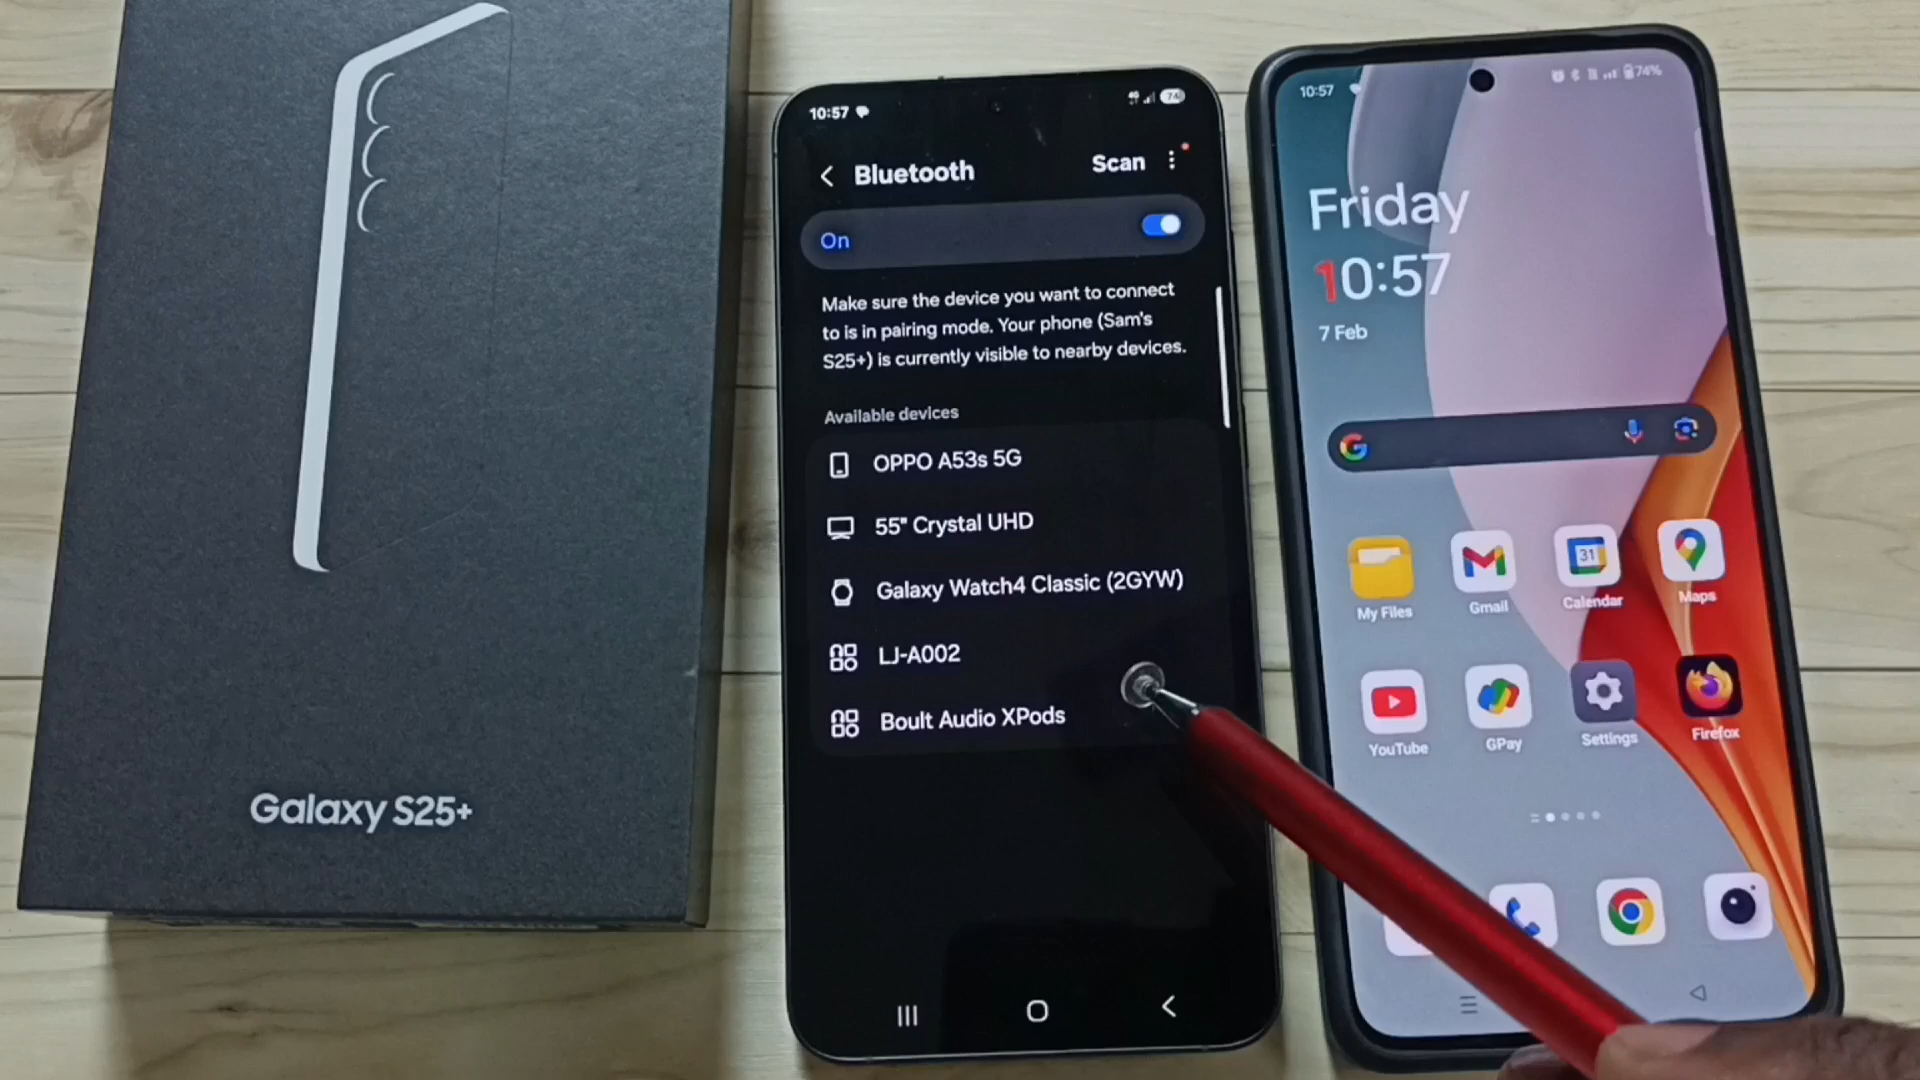 Galaxy S25+
10:57
74
Bluetooth
Scan
On
Make sure the device you want to connect
to is in pairing mode. Your phone (Sam's
S25+) is currently visible to nearby devices.
Available devices
OPPO A53s 5G
55" Crystal UHD
Galaxy Watch4 Classic (2GYW)
LJ-A002
Boult Audio XPods
10:57
74%
Friday
10:57
7 Feb
31
My Files
Gmail
Calendar
Maps
YouTube
GPay
Settings
Firefox